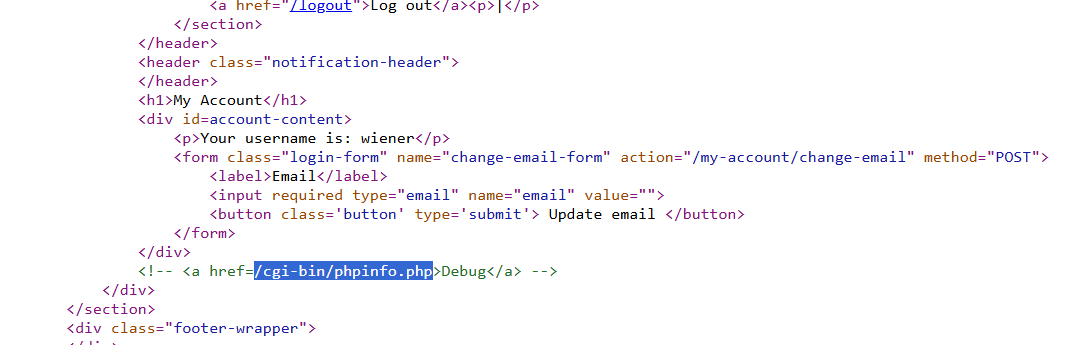 <a href="/logout">Log out</a><p>|</p>
</section>
</header>
<header class="notification-header">
</header>
<h1>My Account</h1>
<div id=account-content>
<p>Your username is: wiener</p>
<form class="login-form" name="change-email-form" action="/my-account/change-email" method="POST">
<label>Email</label>
<input required type="email" name="email" value="">
<button class='button' type='submit'> Update email </button>
</form>
</div>
<!-- <a href=/cgi-bin/phpinfo.php>Debug</a> -->
</div>
</section>
<div class="footer-wrapper">